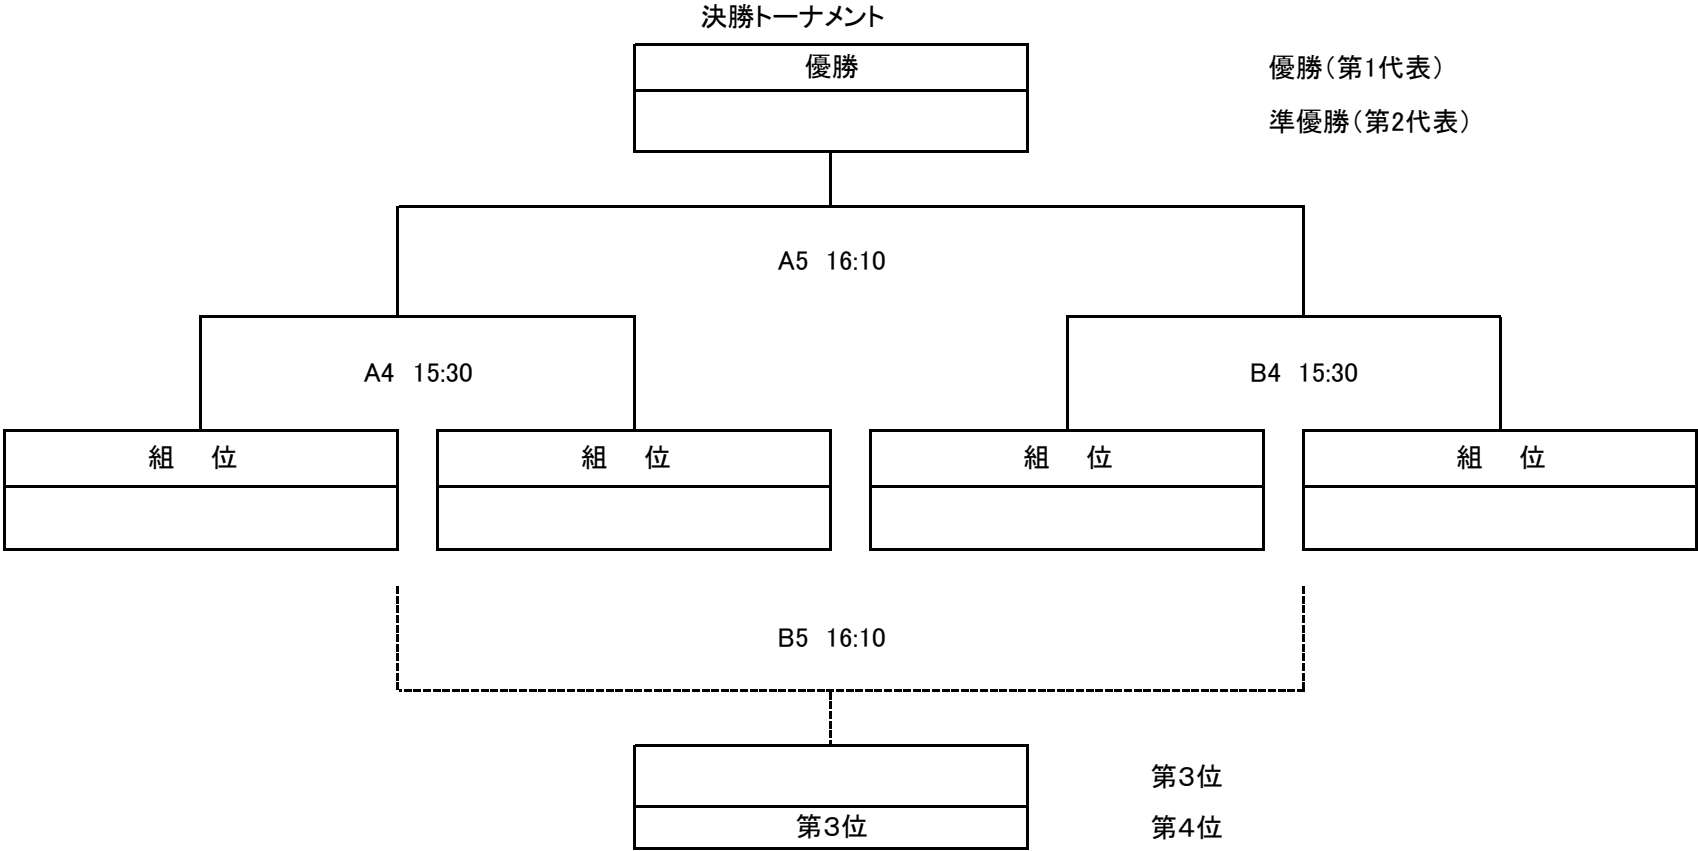 決勝トーナメント
優勝
優勝（第1代表）
準優勝（第2代表）
A5　16:10
A4　15:30
B4　15:30
組　位
組　位
組　位
組　位
B5　16:10
第３位
第３位
第４位